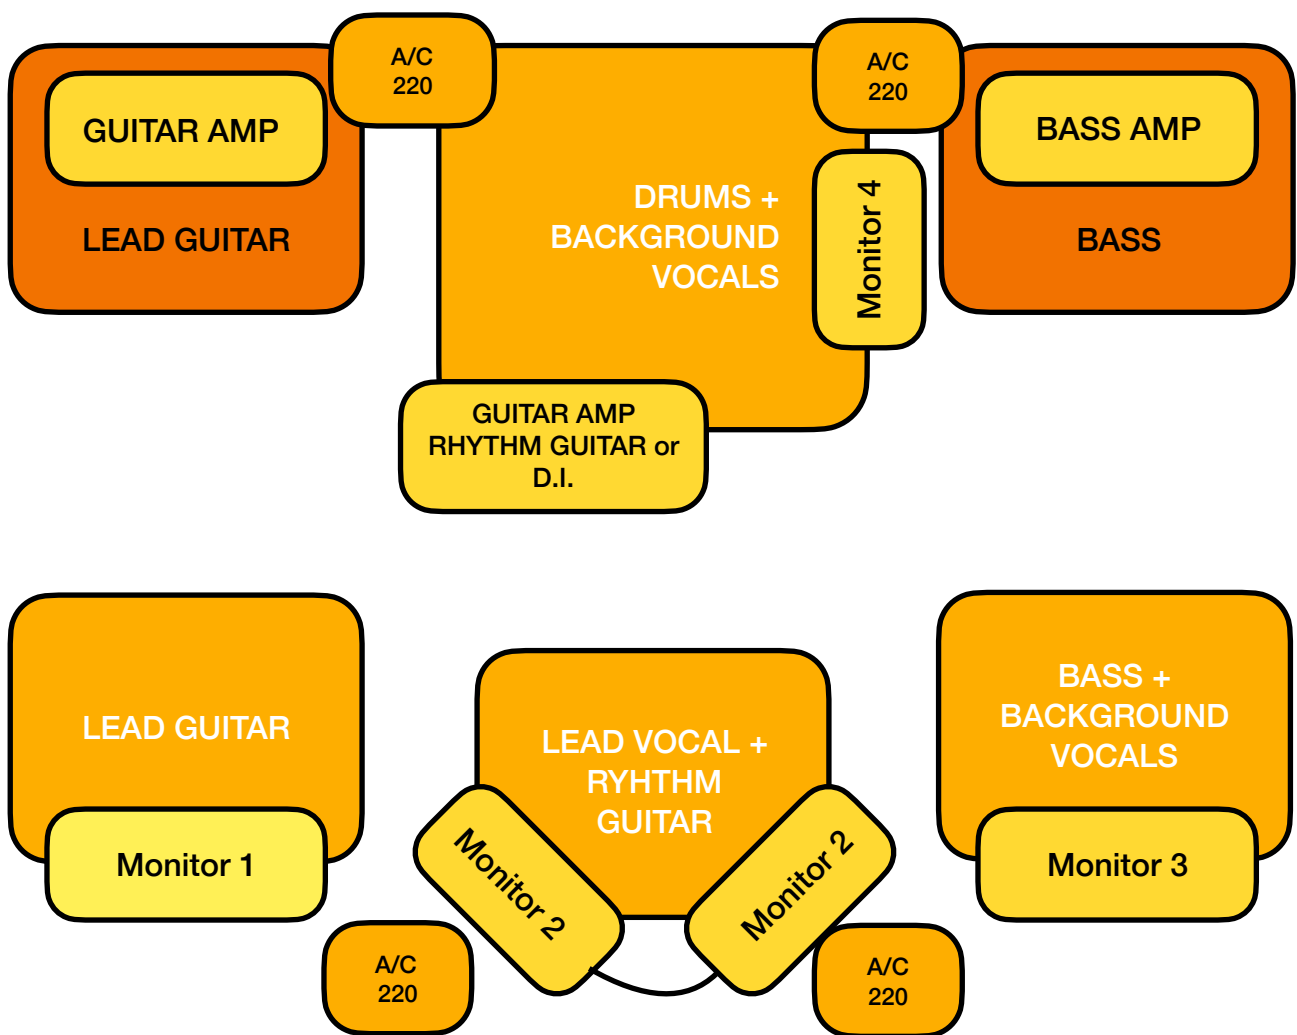 A/C
220
A/C
220
GUITAR AMP
BASS AMP
LEAD GUITAR
DRUMS +
BACKGROUND
VOCALS
Monitor 4
BASS
GUITAR AMP
RHYTHM GUITAR or
D.I.
LEAD GUITAR
LEAD VOCAL +
RYHTHM
GUITAR
BASS +
BACKGROUND
VOCALS
Monitor 1
Monitor 2
Monitor 2
Monitor 3
A/C
220
A/C
220